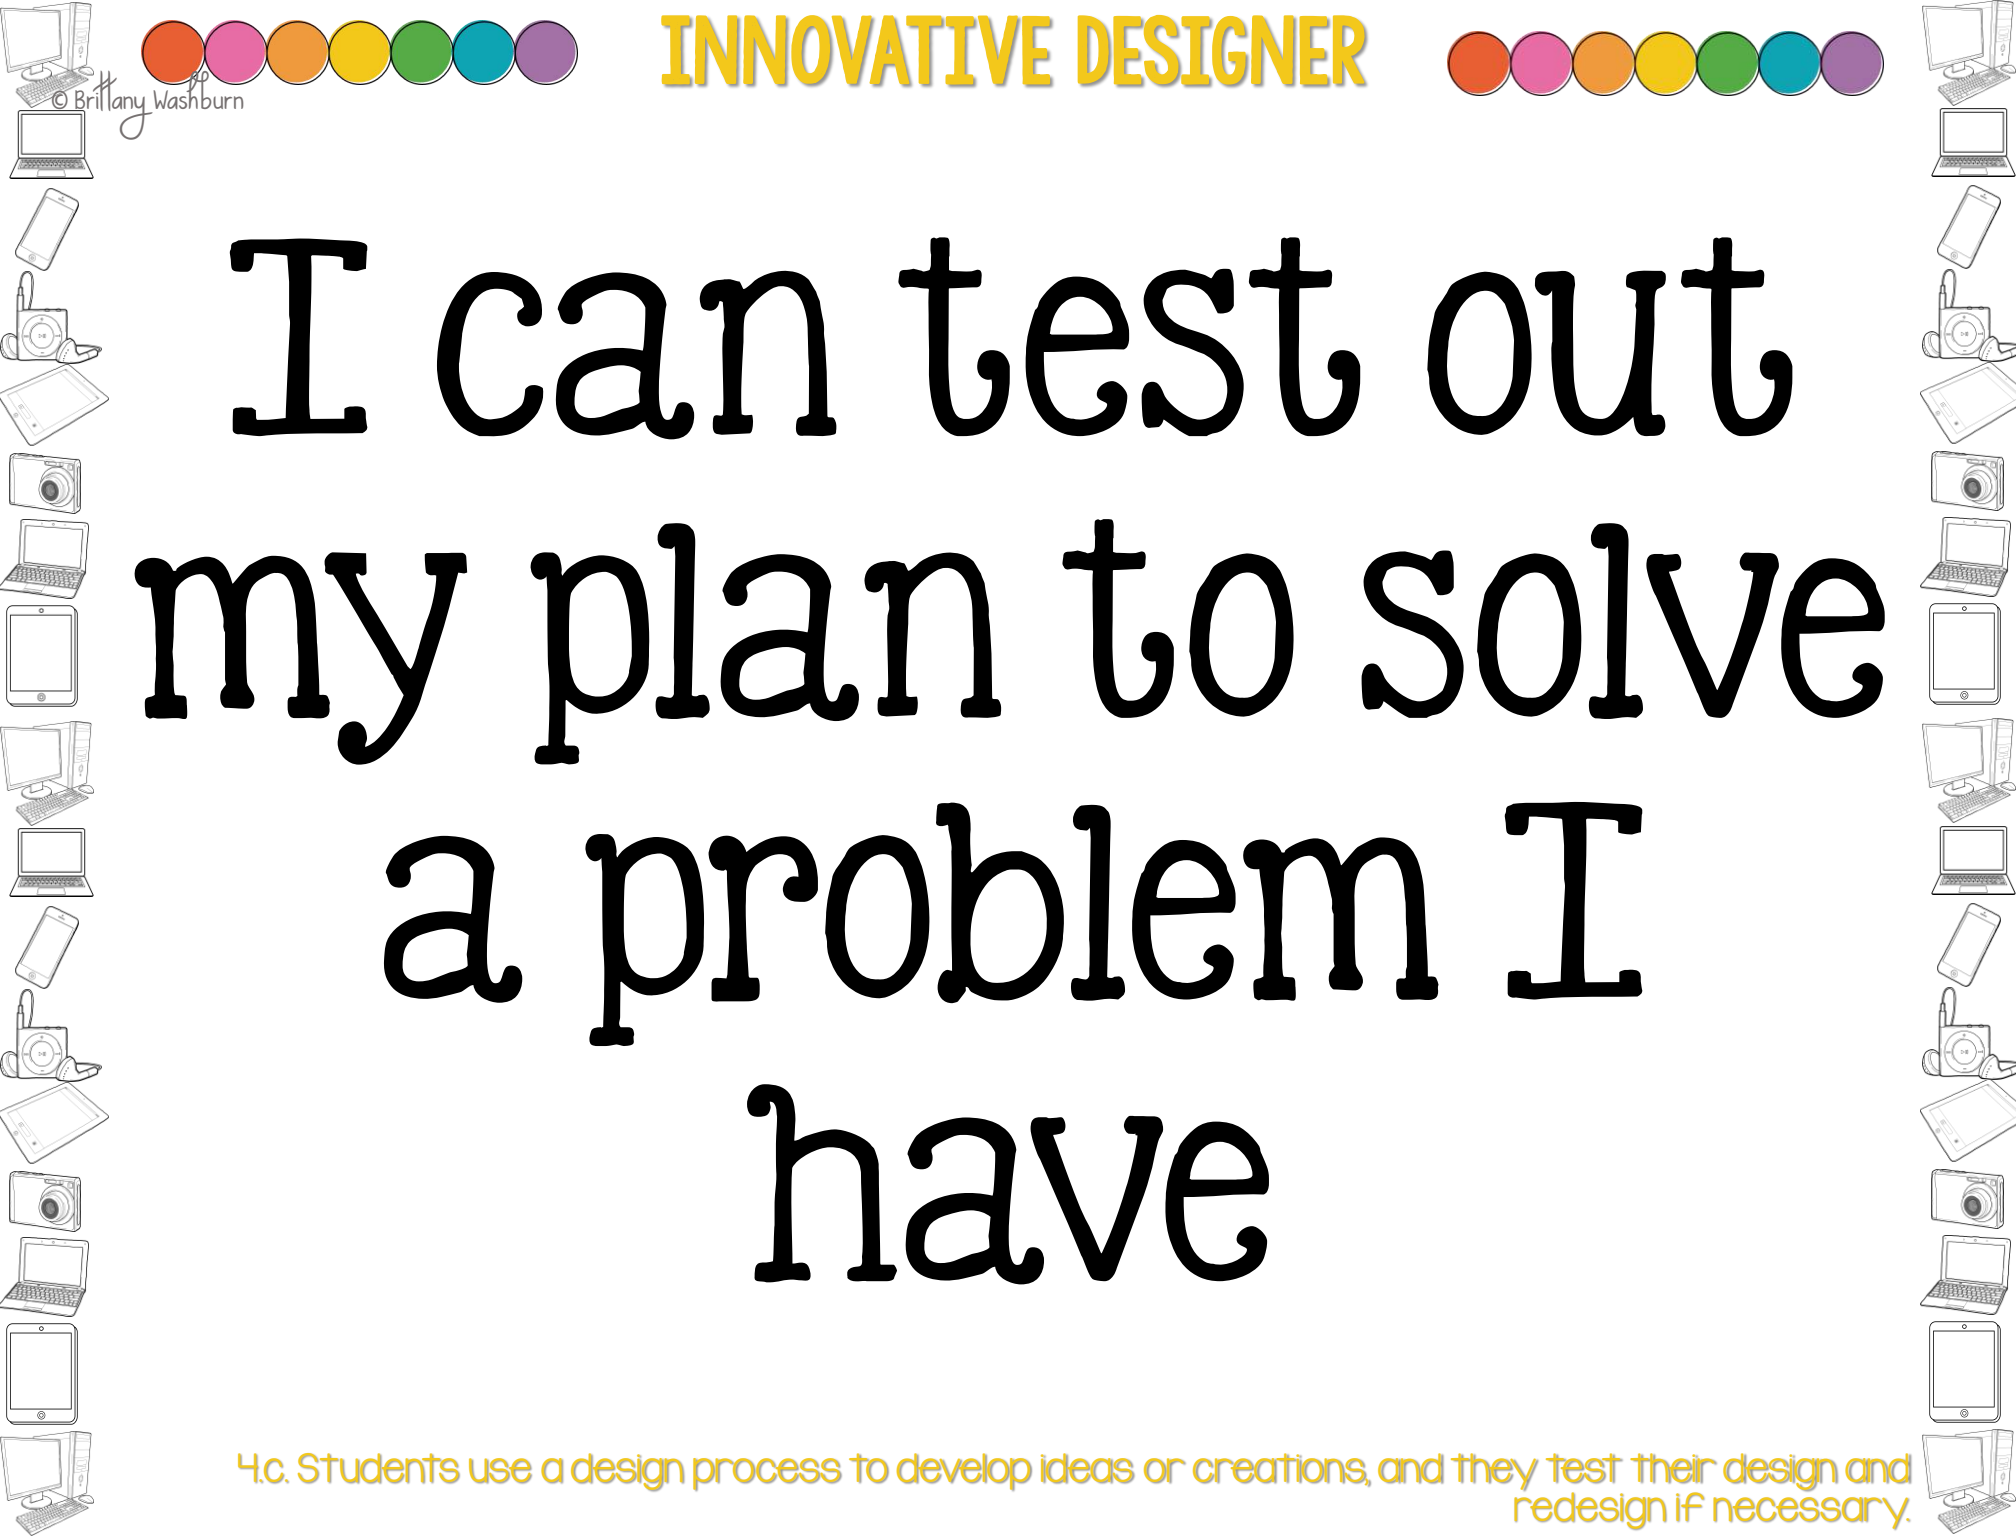 INNOVATIVE DESIGNER
© Brittany Washburn
I can test out
my plan to solve
a problem I
have
4.c. Students use a design process to develop ideas or creations, and they test their design and
redesign if necessary.